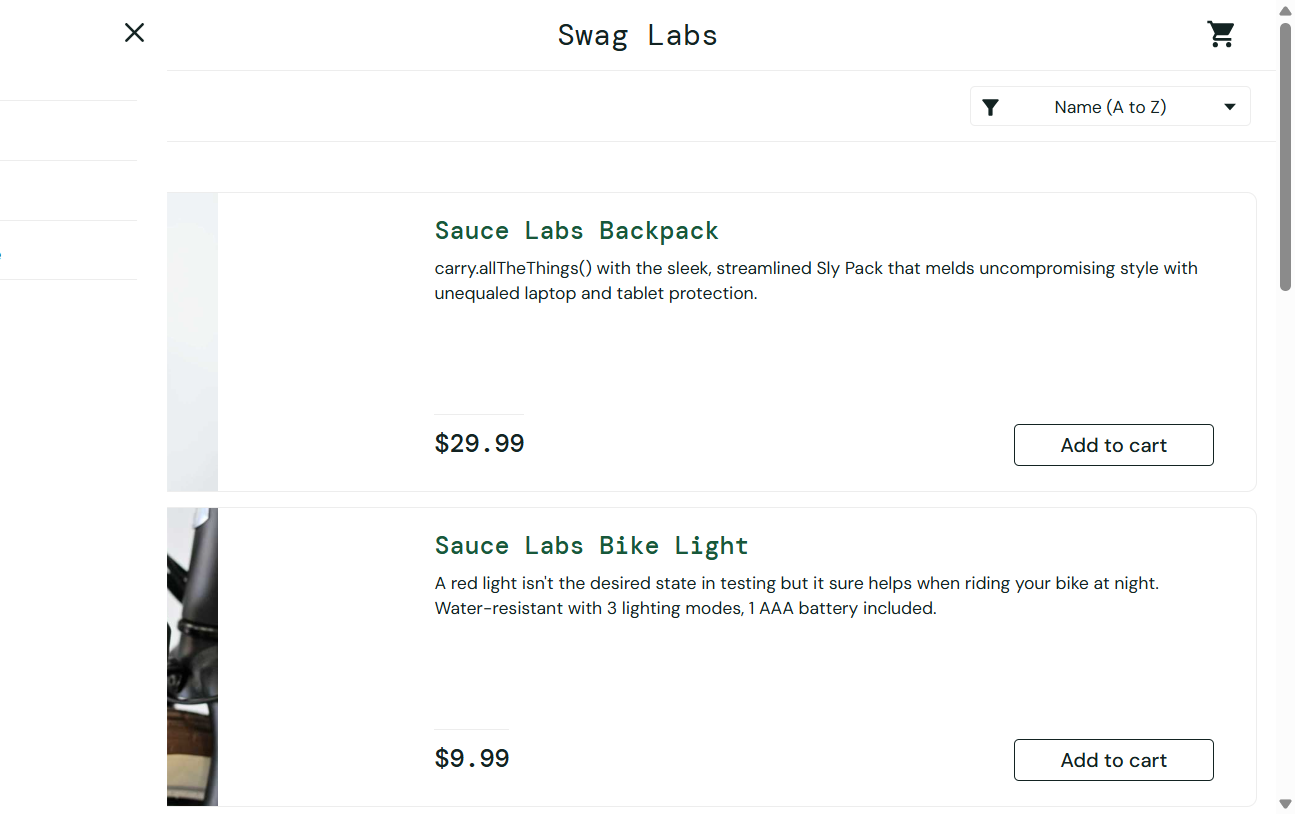 Swag Labs
Name (A to Z)
Sauce Labs Backpack
carry.allTheThings() with the sleek, streamlined Sly Pack that melds uncompromising style with
unequaled laptop and tablet protection.
$29.99
Add to cart
Sauce Labs Bike Light
A red light isn't the desired state in testing but it sure helps when riding your bike at night.
Water-resistant with 3 lighting modes, 1 AAA battery included.
$9.99
Add to cart